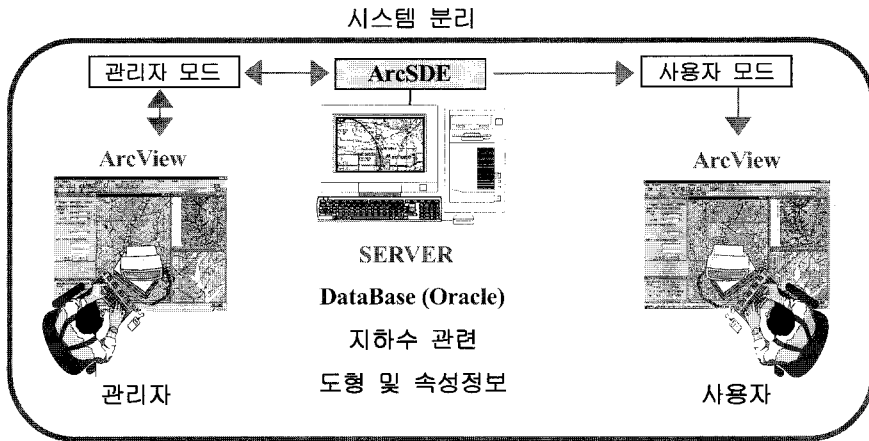 시스템 분리
관리자 모드
ArcSDE
사용자 모드
ArcView
ArcView
SERVER
DataBase (Oracle)
지하수 관련
도형 및 속성정보
관리자
사용자